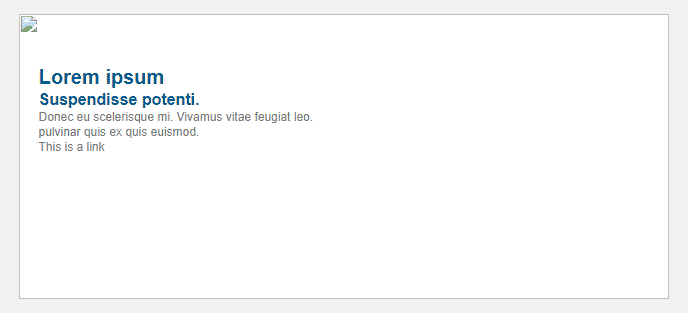 Lorem ipsum
Suspendisse potenti.
Donec eu scelerisque mi. Vivamus vitae feugiat leo.
pulvinar quis ex quis euismod.
This is a link